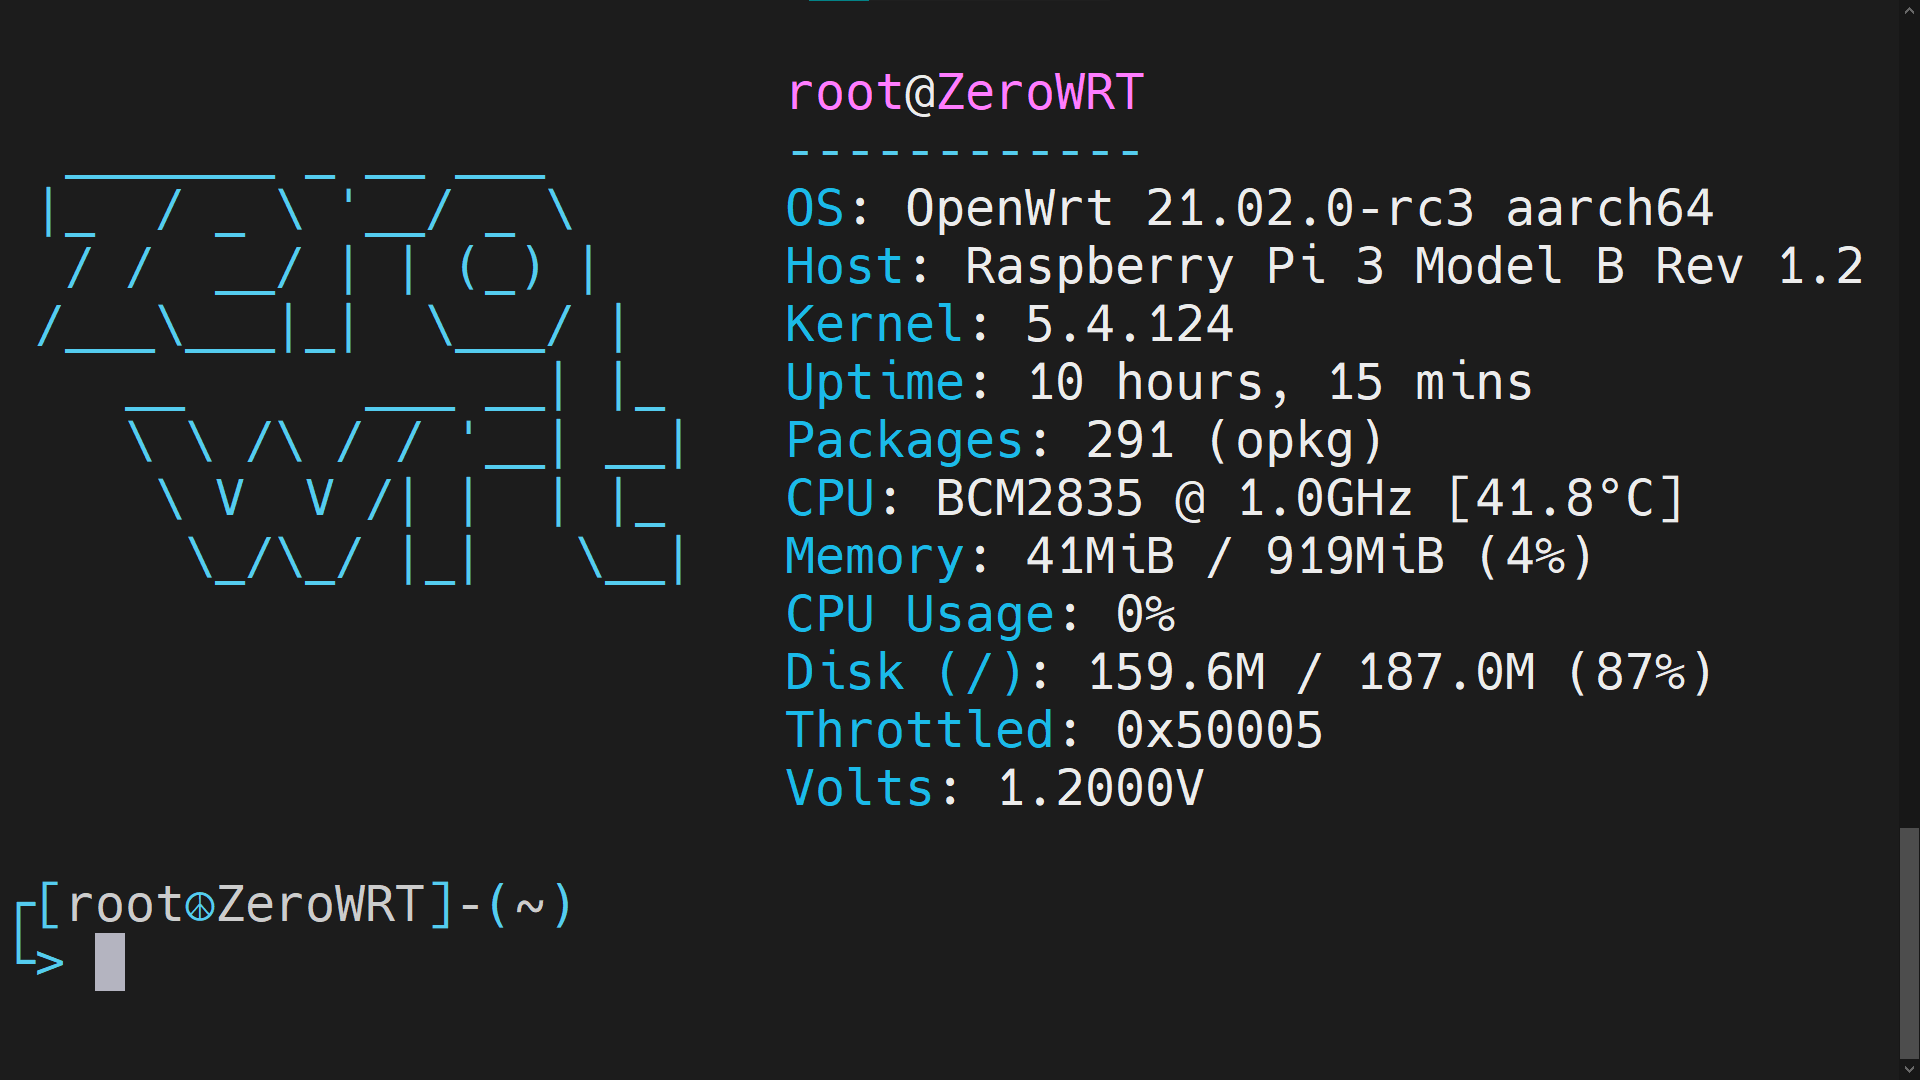 root@ZeroWRT
------------
OS: OpenWrt 21.02.0-rc3 aarch64
Host: Raspberry Pi 3 Model B Rev 1.2
Kernel: 5.4.124
Uptime: 10 hours, 15 mins
Packages: 291 (opkg)
CPU: BCM2835 @ 1.0GHz [41.8°C]
Memory: 41MiB / 919MiB (4%)
CPU Usage: 0%
Disk (/): 159.6M / 187.0M (87%)
Throttled: 0x50005
Volts: 1.2000V
Zero
Wrt
┌[root☮ZeroWRT]-(~)
└>